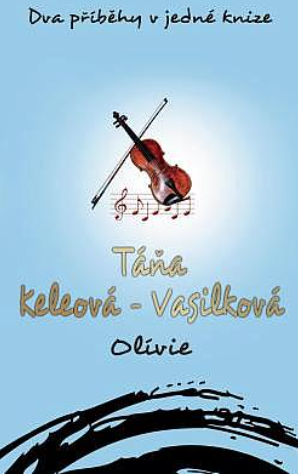 Dva příběhy v jedné knize
Táňa
Keleová - Vasilková
Olívie